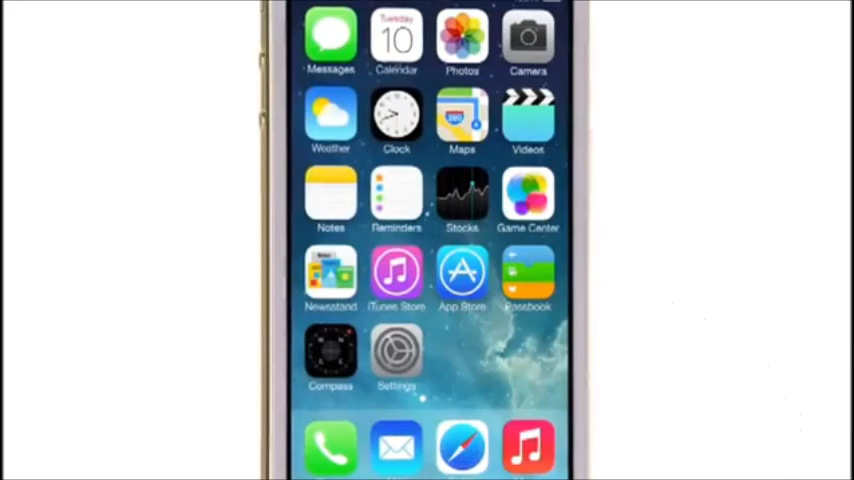 Tuesday
10
Messages Calendar Photos Camera
280
Weather Clock Maps Videos
Notes Reminders Stocks Game Center
Newsstand iTunes Store App Store Passbook
Compass Settings